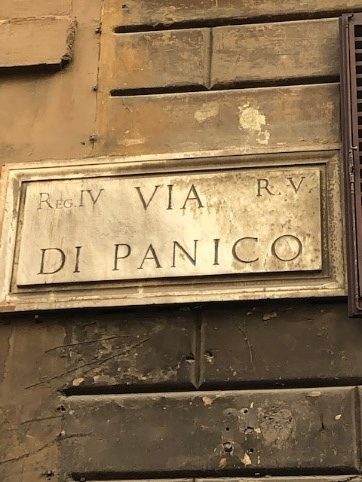 REG. IV VIA R. V
DI PANICO